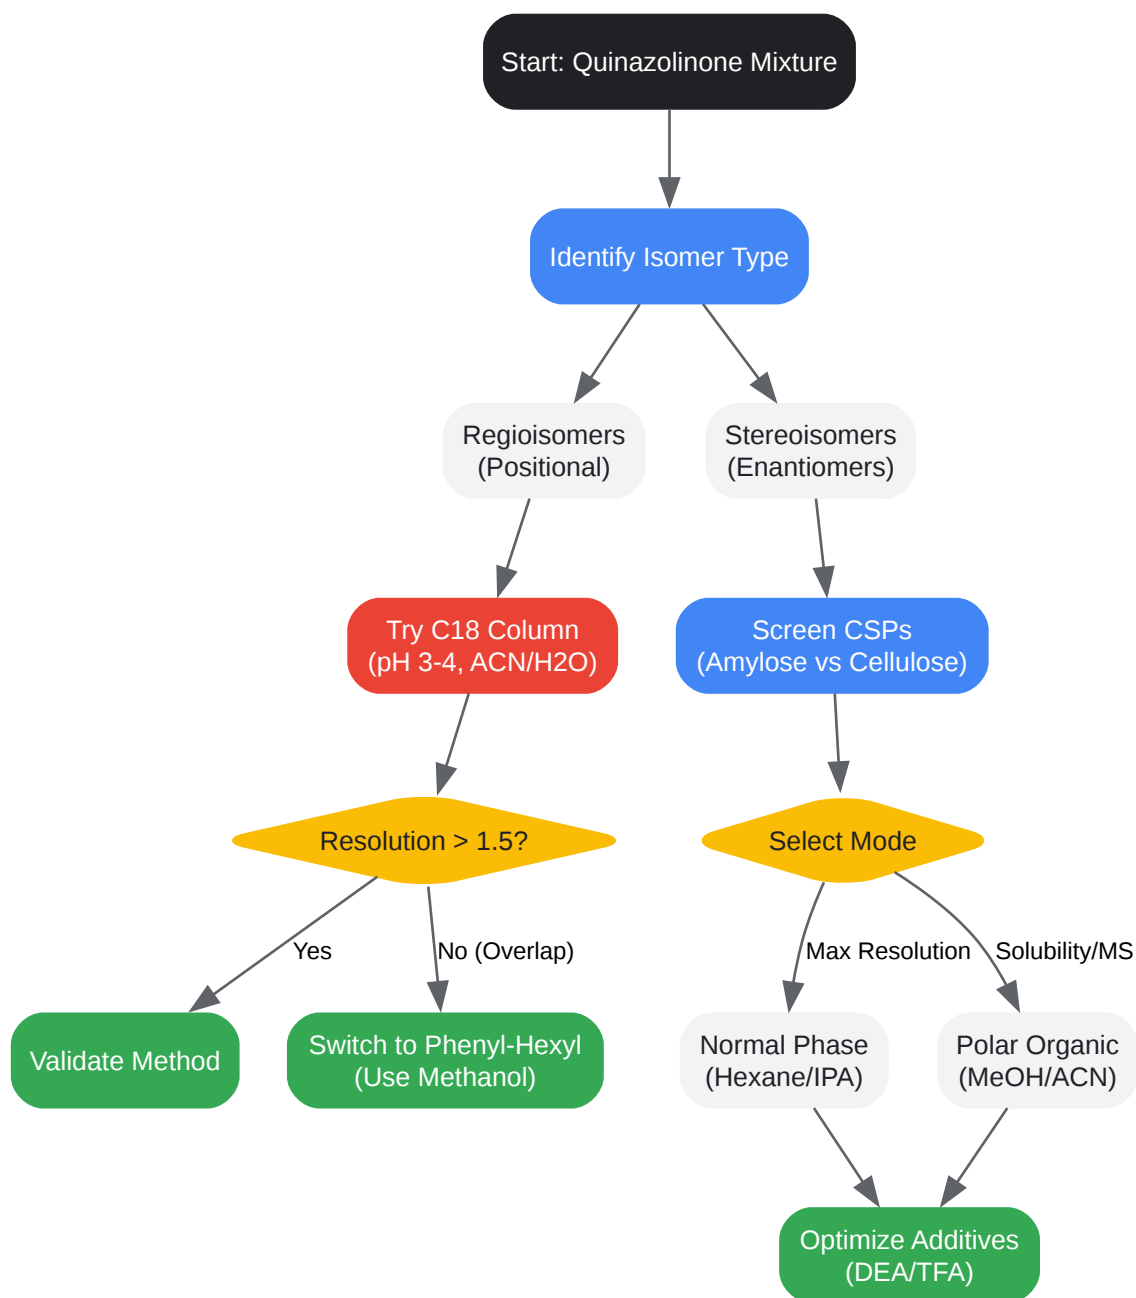 Start: Quinazolinone Mixture
Identify Isomer Type
Regioisomers
(Positional)
Stereoisomers
(Enantiomers)
Try C18 Column
(pH 3-4, ACN/H2O)
Screen CSPs
(Amylose vs Cellulose)
Resolution > 1.5?
Select Mode
Yes
No (Overlap)
Max Resolution
Solubility/MS
Validate Method
Switch to Phenyl-Hexyl
(Use Methanol)
Normal Phase
(Hexane/IPA)
Polar Organic
(MeOH/ACN)
Optimize Additives
(DEA/TFA)